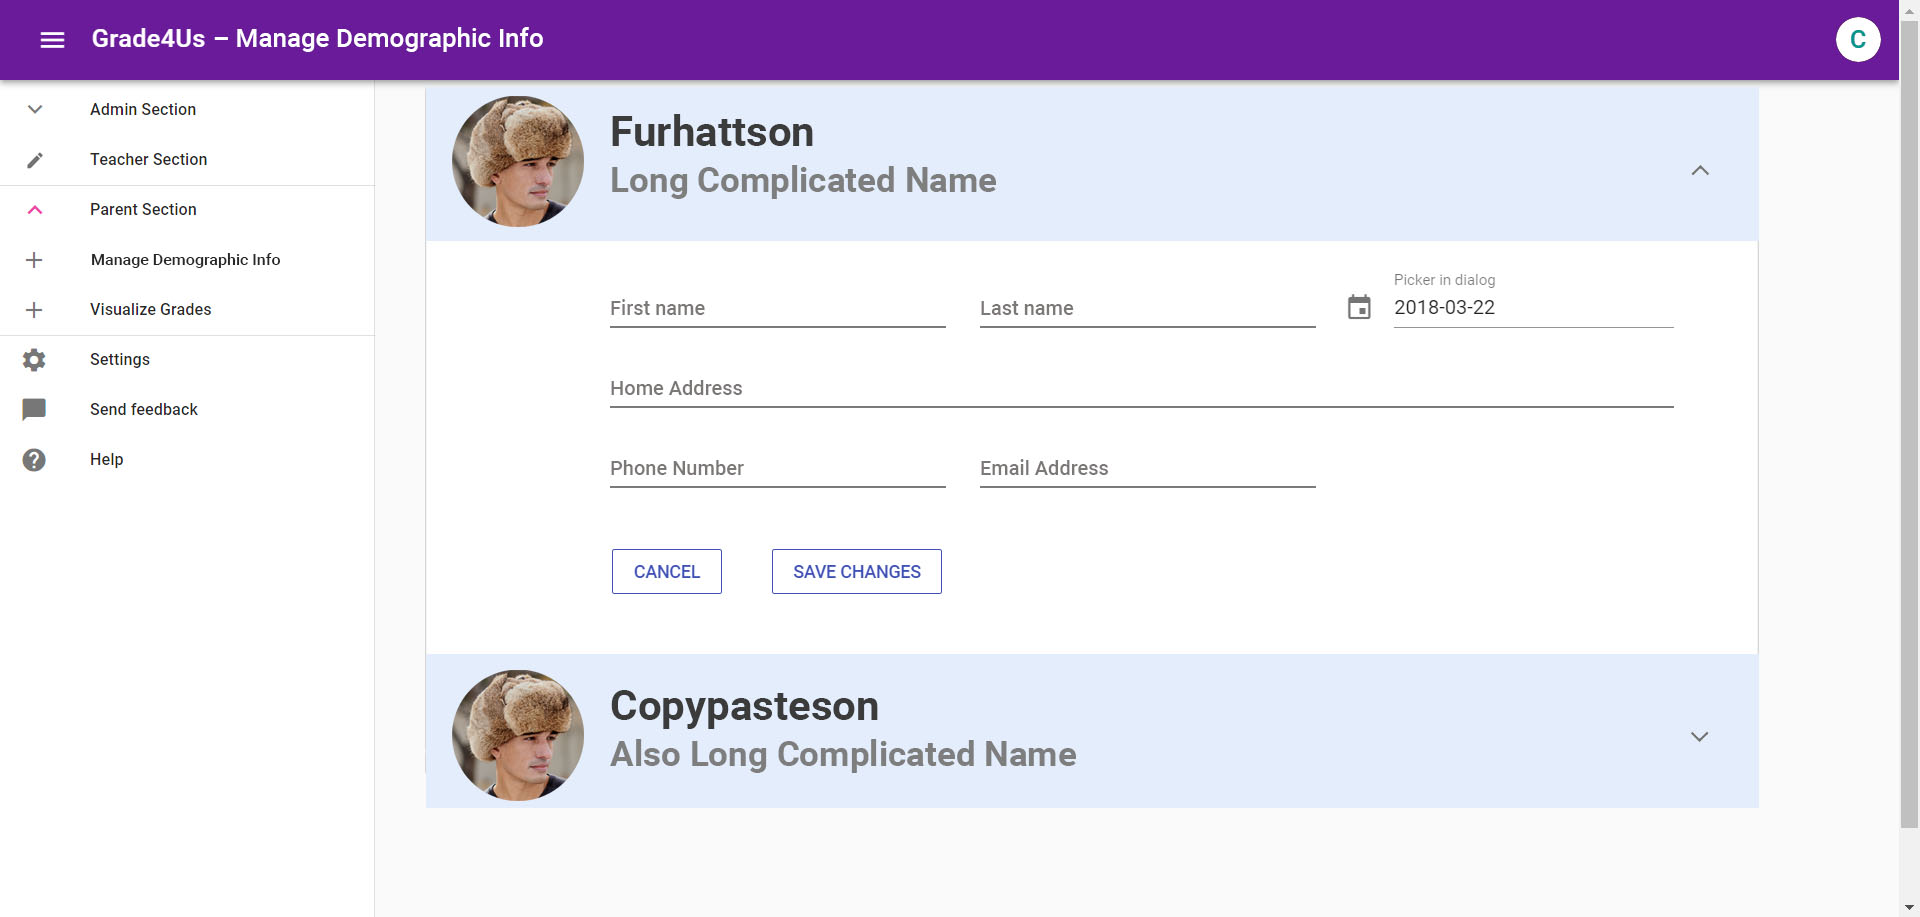 Grade4Us – Manage Demographic Info
C
Admin Section
Teacher Section
Parent Section
Manage Demographic Info
Visualize Grades
Settings
Send feedback
Help
Furhattson
Long Complicated Name
First name
Last name
Picker in dialog
2018-03-22
Home Address
Phone Number
Email Address
CANCEL
SAVE CHANGES
Copypasteson
Also Long Complicated Name